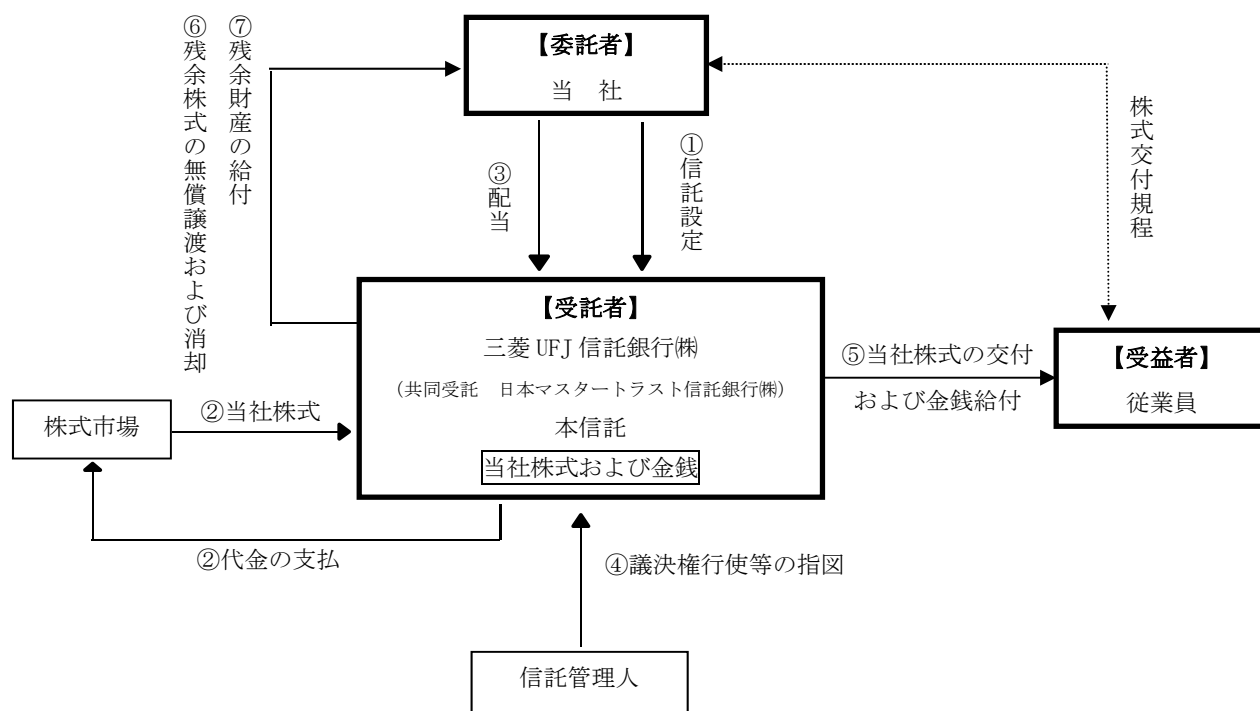 ⑥残余株式の無償譲渡および消却
⑦残余財産の給付
【委託者】
当　社
③配当
①信託設定
株式交付規程
【受託者】
三菱 UFJ 信託銀行㈱
(共同受託　日本マスタートラスト信託銀行㈱)
本信託
当社株式および金銭
⑤当社株式の交付
および金銭給付
【受益者】
従業員
株式市場
②当社株式
②代金の支払
④議決権行使等の指図
信託管理人